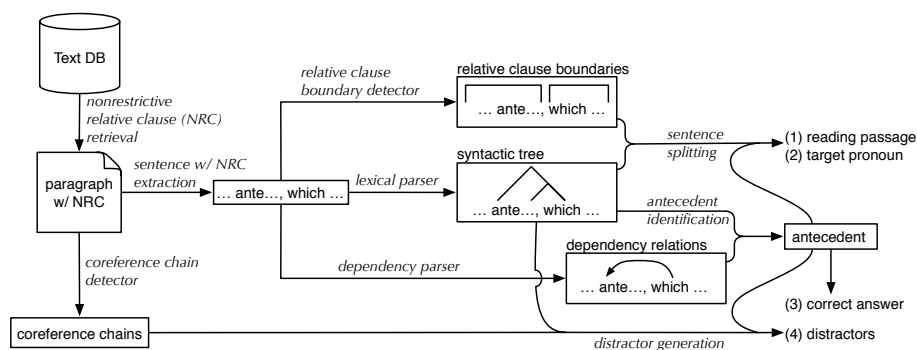 Text DB
nonrestrictive
relative clause (NRC)
retrieval
paragraph
w/ NRC
sentence w/ NRC
extraction
... ante..., which ...
relative clause
boundary detector
relative clause boundaries
... ante..., which ...
lexical parser
syntactic tree
... ante..., which ...
dependency parser
dependency relations
... ante..., which ...
sentence
splitting
(1) reading passage
(2) target pronoun
antecedent
identification
antecedent
(3) correct answer
coreference chain
detector
coreference chains
distractor generation
(4) distractors